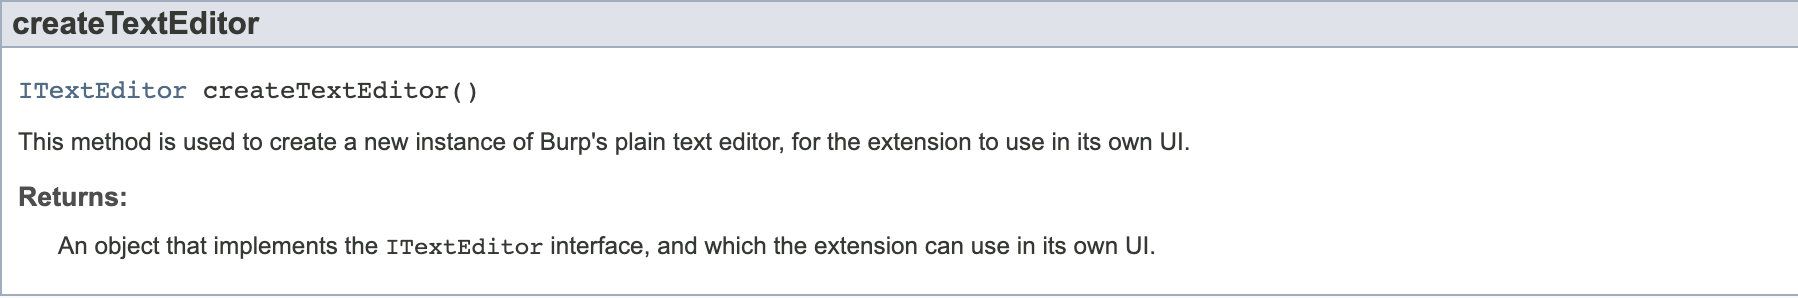 createTextEditor
ITextEditor createTextEditor()
This method is used to create a new instance of Burp's plain text editor, for the extension to use in its own UI.
Returns:
An object that implements the ITextEditor interface, and which the extension can use in its own UI.